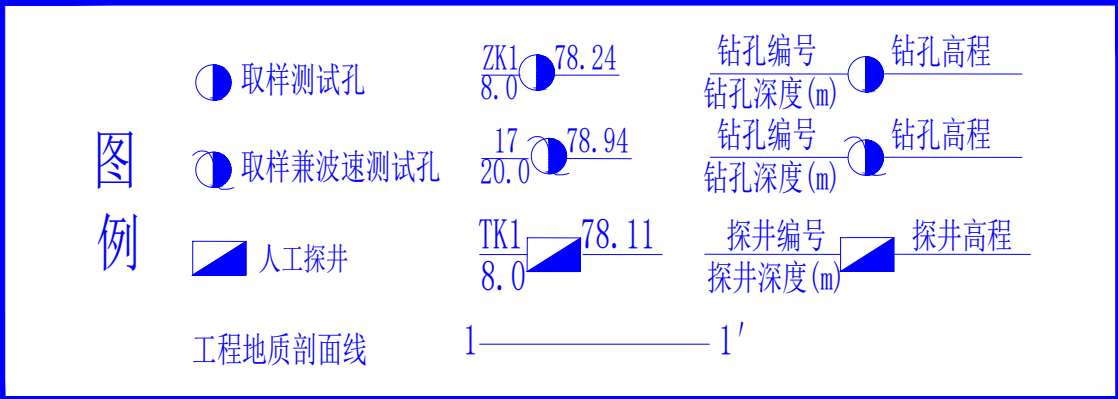 图例
取样测试孔 ZK1 78.24 钻孔编号 钻孔高程
8.0 钻孔深度(m)
取样兼波速测试孔 17 78.94 钻孔编号 钻孔高程
20.0 钻孔深度(m)
人工探井 TK1 78.11 探井编号 探井高程
8.0 探井深度(m)
工程地质剖面线 1 1′